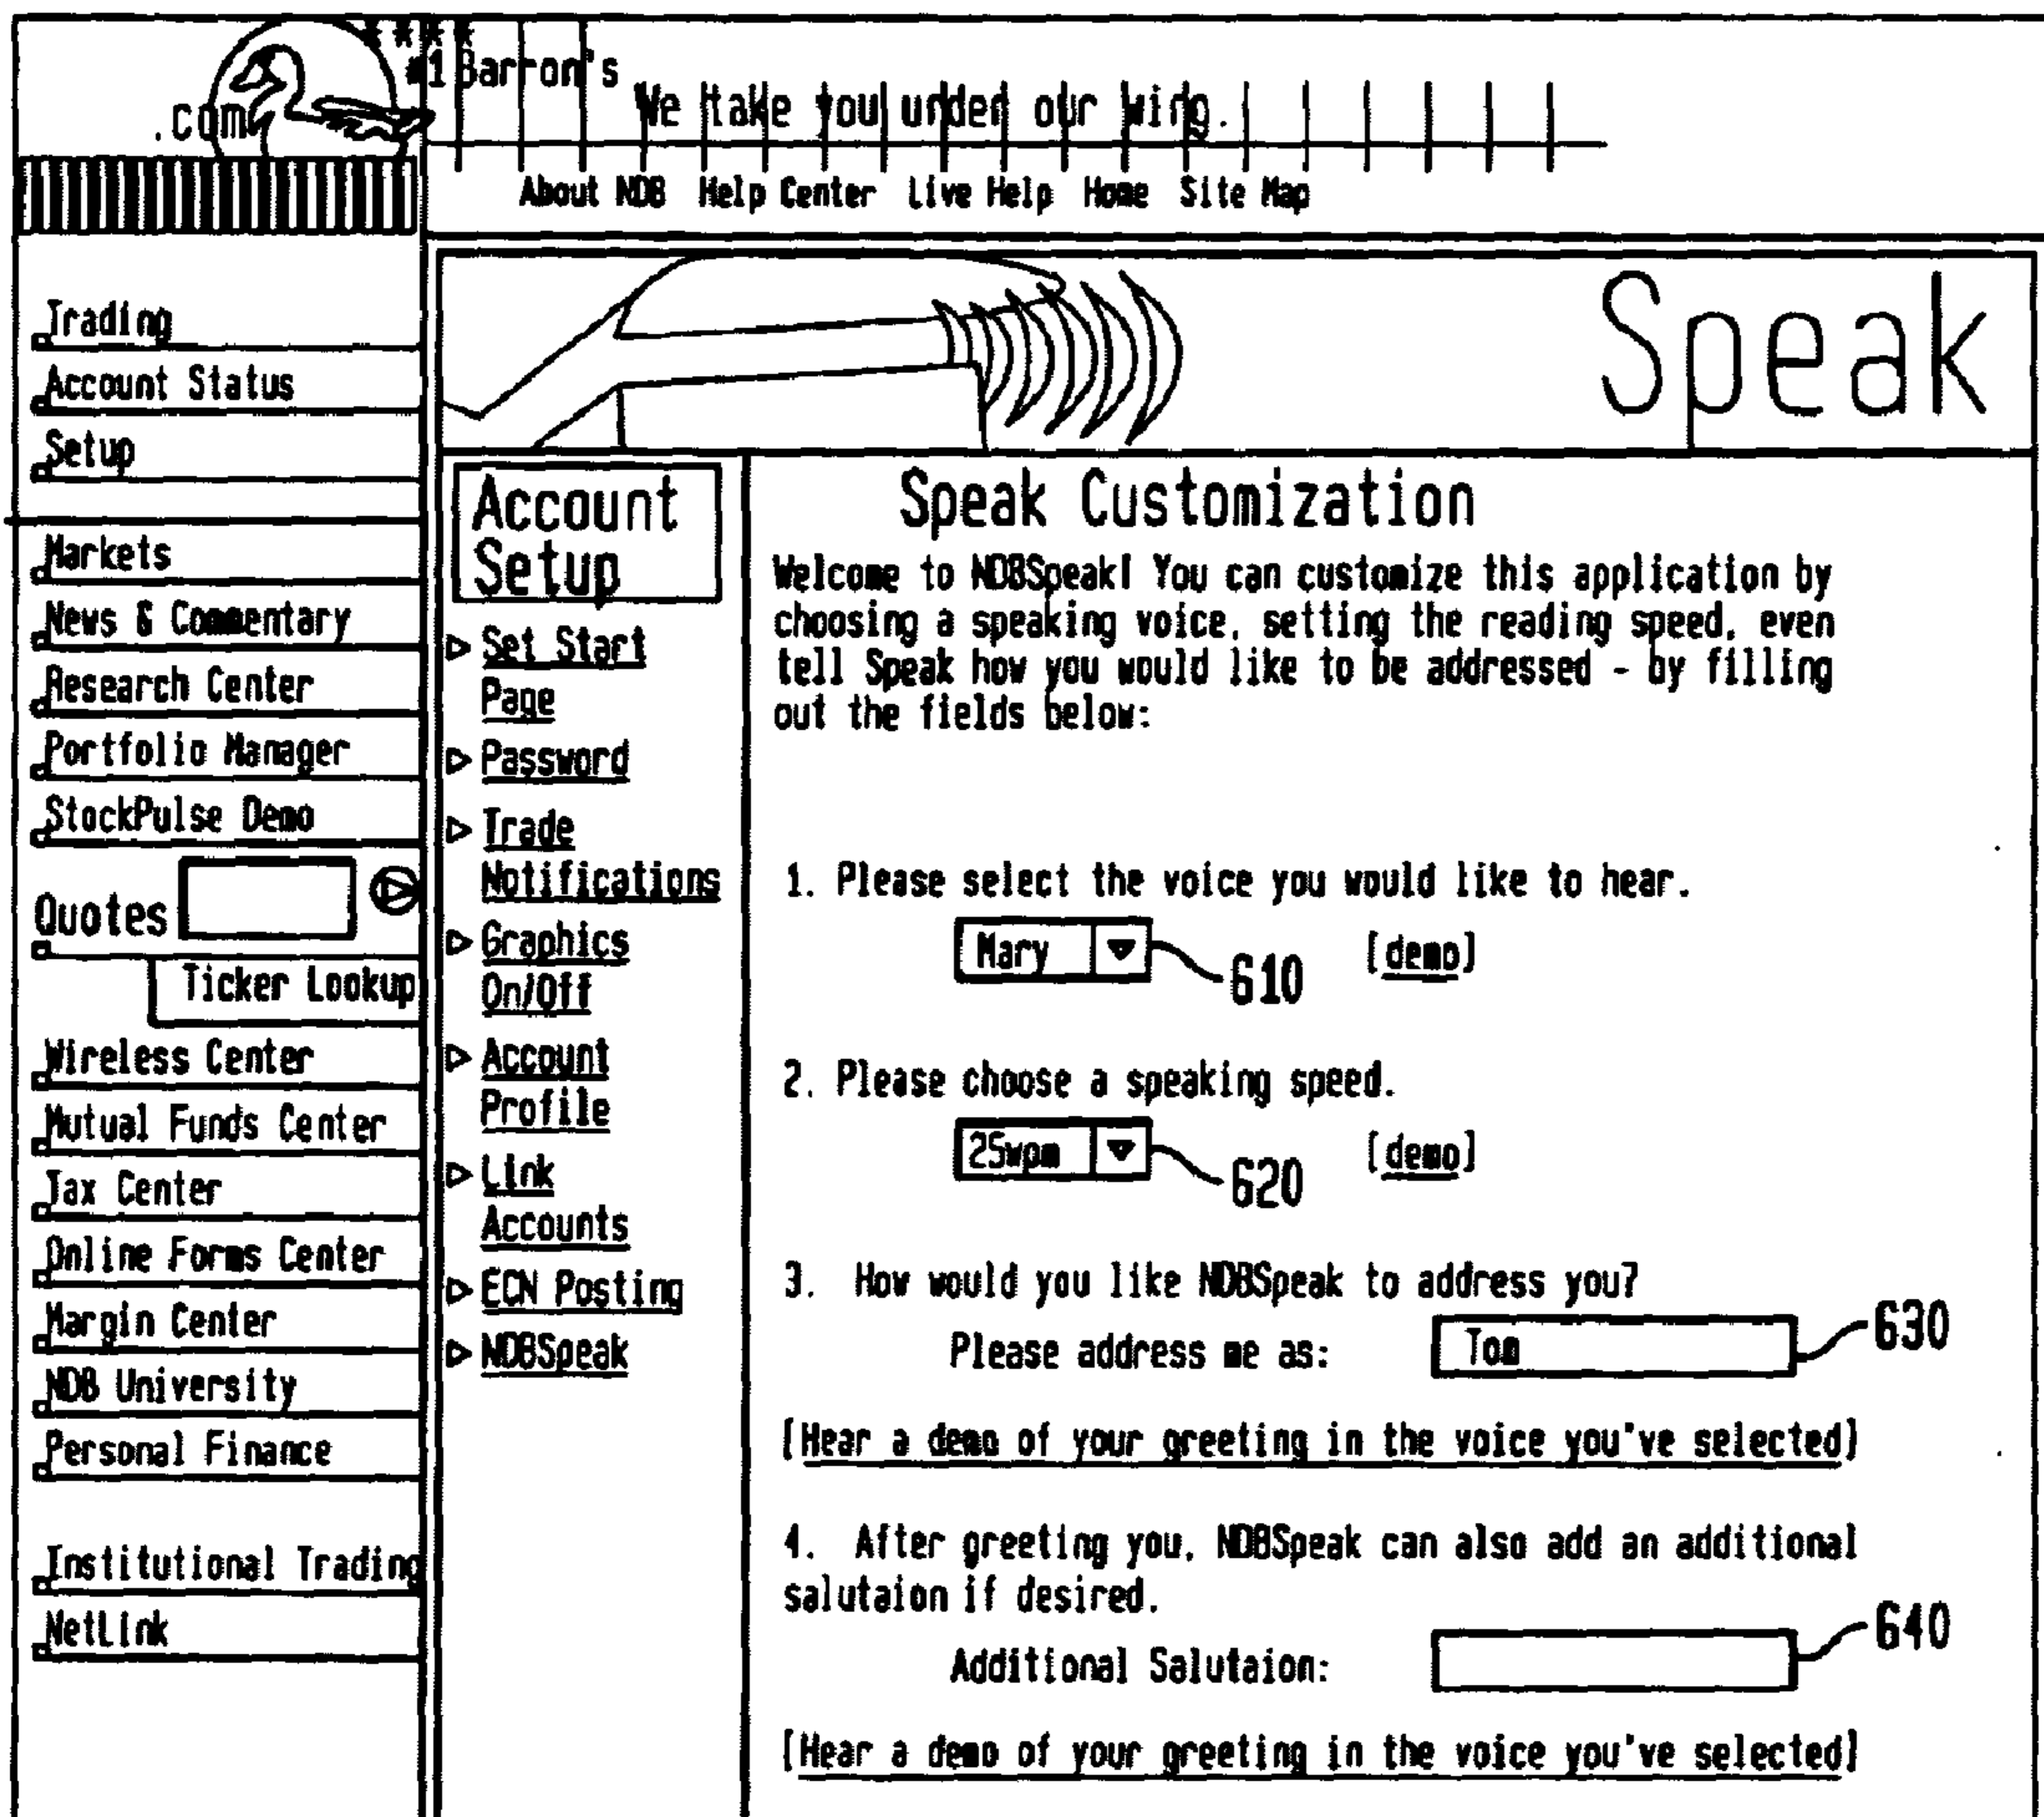 ****
#1 Barron's
.com
We take you under our wing.
About NDB Help Center Live Help Home Site Map
Speak
Trading
Account Status
Setup
Markets
News & Commentary
Research Center
Portfolio Manager
StockPulse Demo
Quotes
Ticker Lookup
Wireless Center
Mutual Funds Center
Tax Center
Online Forms Center
Margin Center
NDB University
Personal Finance
Institutional Trading
NetLink
Account
Setup
Set Start
Page
Password
Trade
Notifications
Graphics
On/Off
Account
Profile
Link
Accounts
ECN Posting
NDBSpeak
Speak Customization
Welcome to NDBSpeak! You can customize this application by
choosing a speaking voice, setting the reading speed, even
tell Speak how you would like to be addressed - by filling
out the fields below:
1. Please select the voice you would like to hear.
Mary 610 [demo]
2. Please choose a speaking speed.
25wpm 620 [demo]
3. How would you like NDBSpeak to address you?
Please address me as: Tom 630
[Hear a demo of your greeting in the voice you've selected]
4. After greeting you, NDBSpeak can also add an additional
salutaion if desired.
Additional Salutaion: 640
[Hear a demo of your greeting in the voice you've selected]